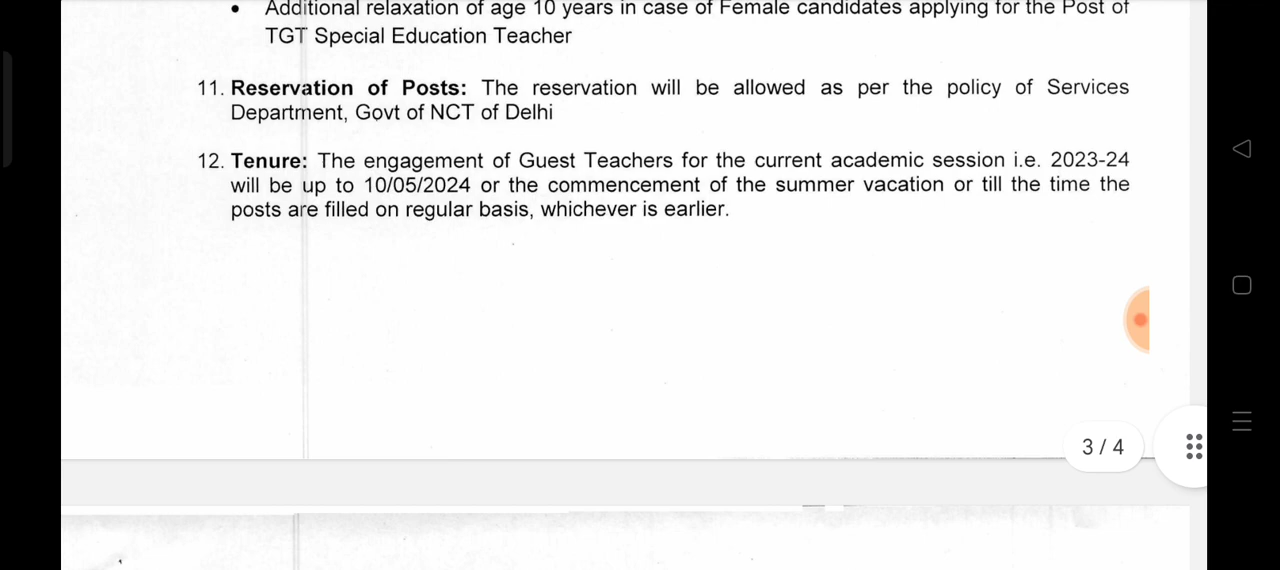 • Additional relaxation of age 10 years in case of Female candidates applying for the Post of
TGT Special Education Teacher
11. Reservation of Posts: The reservation will be allowed as per the policy of Services
Department, Govt of NCT of Delhi
12. Tenure: The engagement of Guest Teachers for the current academic session i.e. 2023-24
will be up to 10/05/2024 or the commencement of the summer vacation or till the time the
posts are filled on regular basis, whichever is earlier.
3 / 4